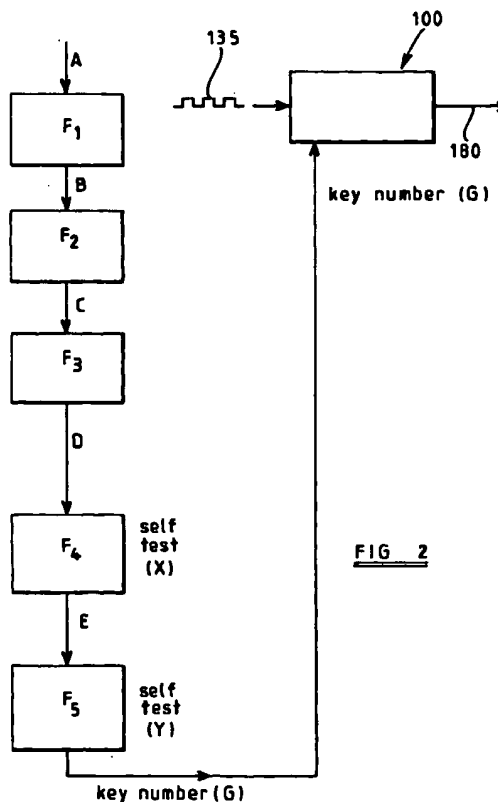 A
F1
B
F2
C
F3
D
F4
self
test
(X)
E
F5
self
test
(Y)
key number(G)
135
100
180
key number (G)
FIG 2